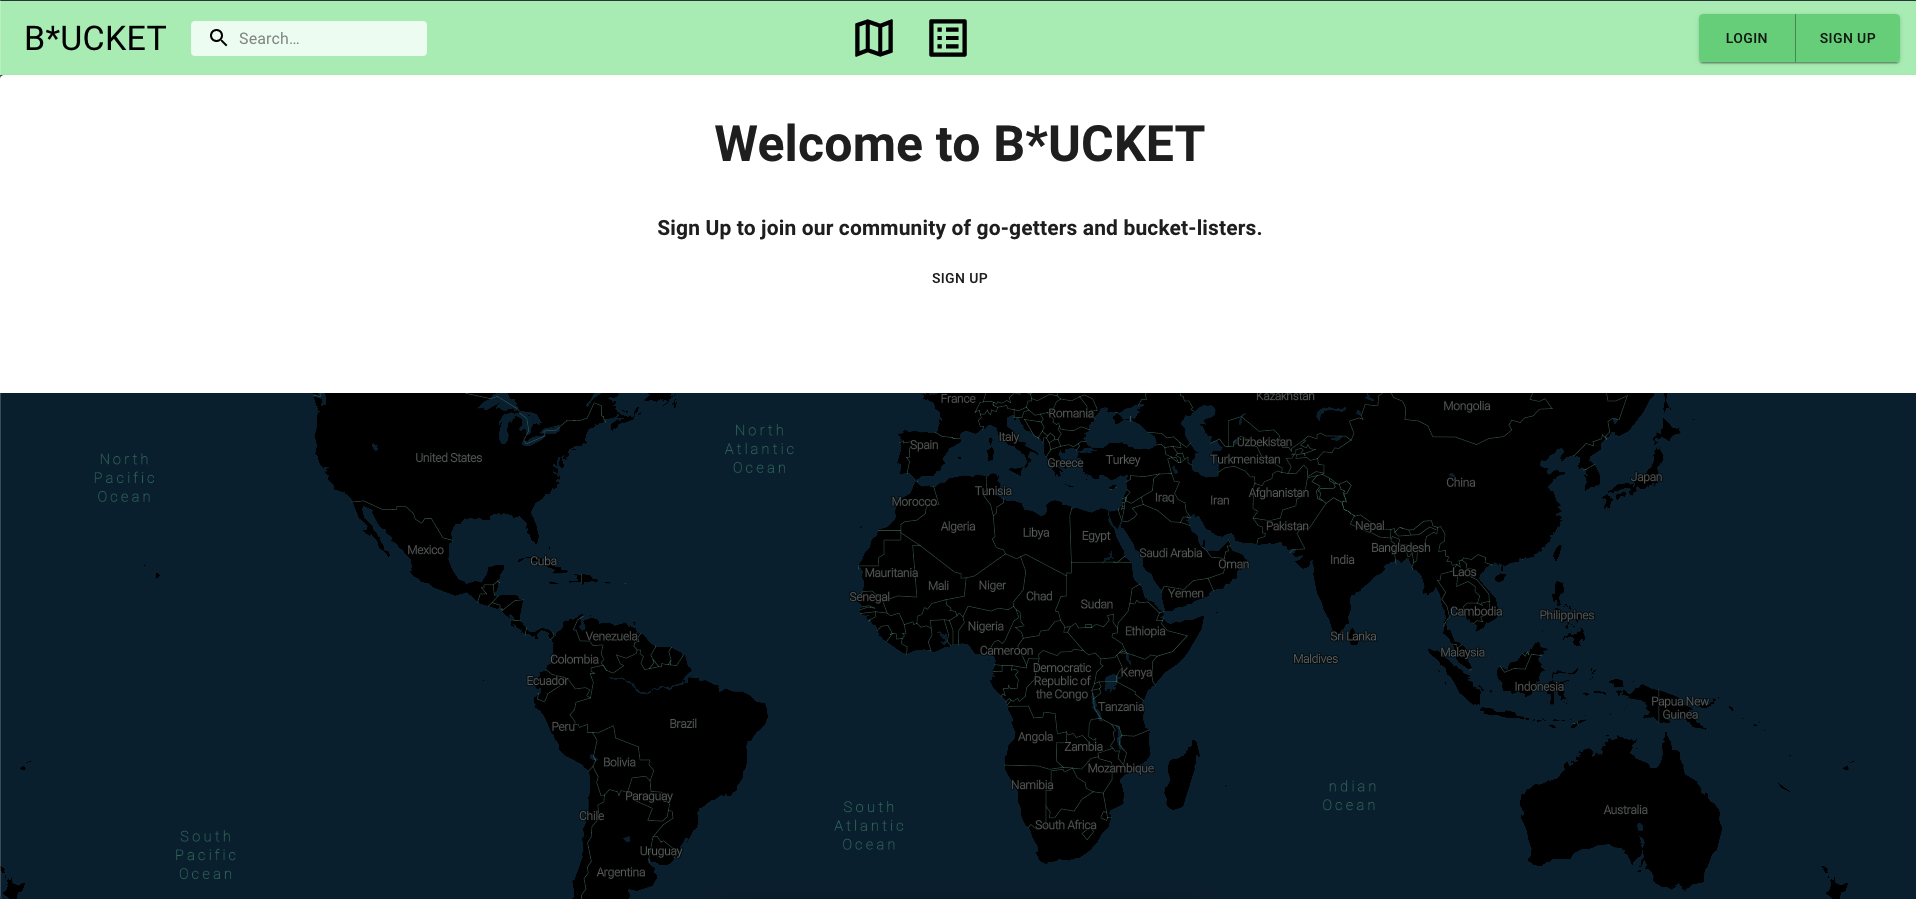 B*UCKET
Search...
LOGIN
SIGN UP
Welcome to B*UCKET
Sign Up to join our community of go-getters and bucket-listers.
SIGN UP
France
Kazakhstan
Mongolia
Romania
North
Atlantic
Ocean
Italy
Spain
Uzbekistan
North
Pacific
Ocean
United States
Greece
Turkey
Turkmenistan
China
Japan
Tunisia
Morocco
Iraq
Iran
Afghanistan
Algeria
Libya
Egypt
Pakistan
Nepal
Mexico
Cuba
Saudi Arabia
Oman
India
Bangladesh
Mauritania
Mali
Niger
Chad
Laos
Senegal
Sudan
Yemen
Cambodia
Philippines
Venezuela
Nigeria
Ethiopia
Sri Lanka
Colombia
Cameroon
Maldives
Malaysia
Ecuador
Democratic
Republic of
the Congo
Kenya
Indonesia
Peru
Brazil
Tanzania
Papua New
Guinea
Angola
Zambia
Bolivia
Mozambique
Namibia
ndian
Ocean
Paraguay
Chile
South
Atlantic
Ocean
South Africa
Australia
South
Pacific
Ocean
Uruguay
Argentina